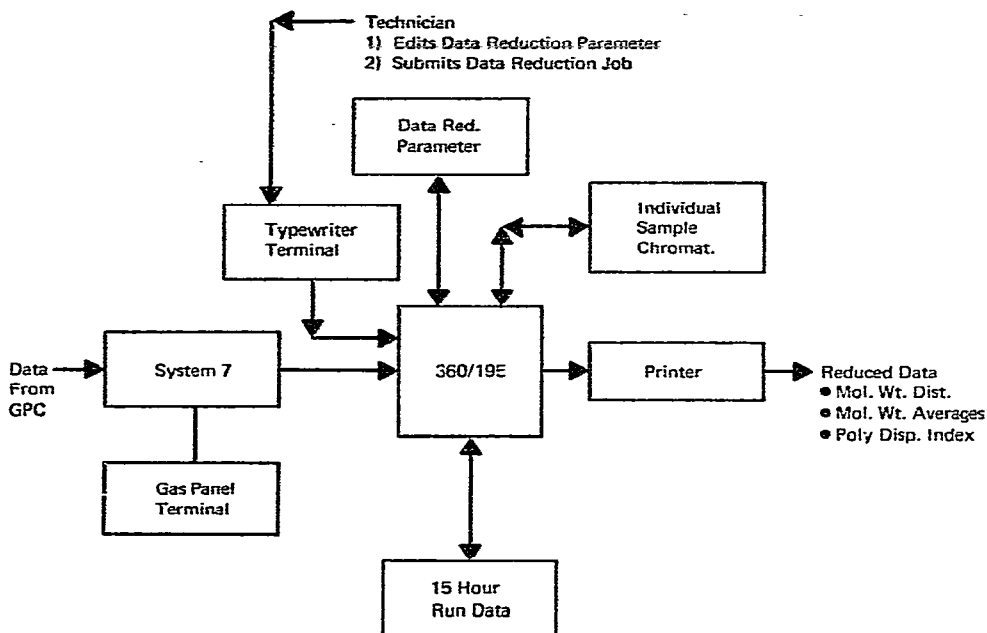 Technician
1) Edits Data Reduction Parameter
2) Submits Data Reduction Job
Data Red.
Parameter
Typewriter
Terminal
Individual
Sample
Chromat.
Data
From
GPC
System 7
360/195
Printer
Reduced Data
● Mol. Wt. Dist.
● Mol. Wt. Averages
● Poly Disp. Index
Gas Panel
Terminal
15 Hour
Run Data